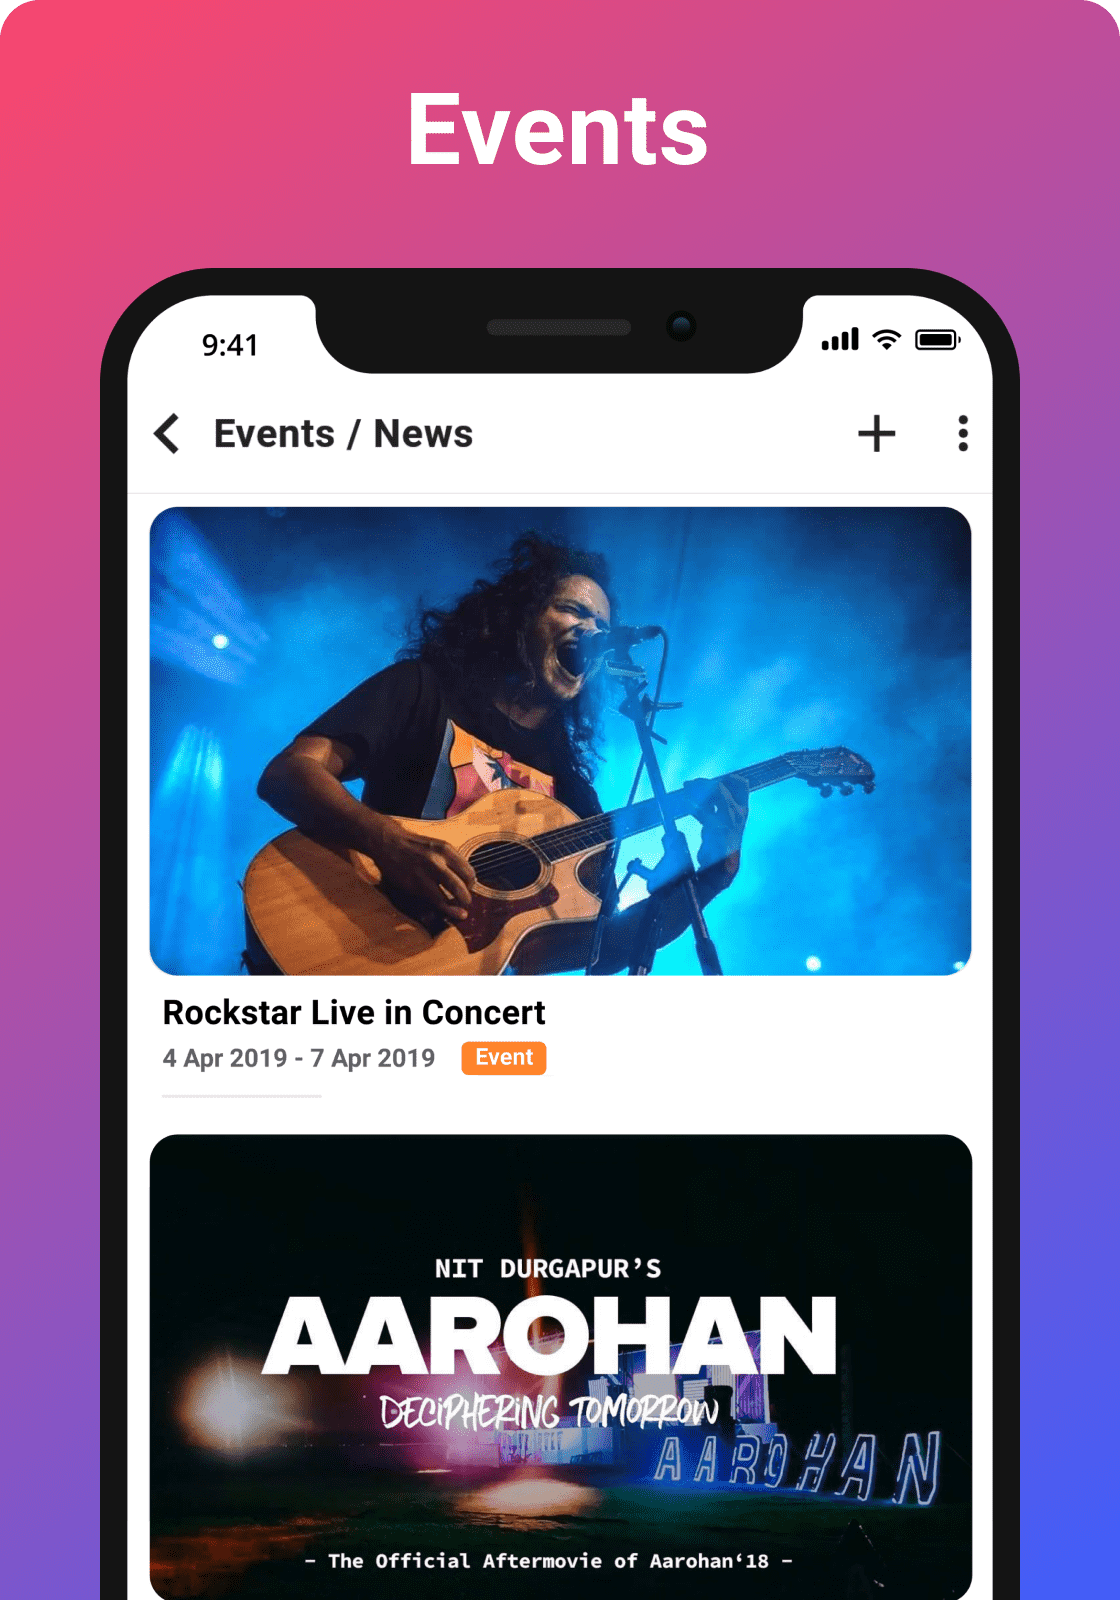 Events
9:41
Events / News
Rockstar Live in Concert
4 Apr 2019 - 7 Apr 2019 Event
NIT DURGAPUR’S
AAROHAN
DECIPHERING TOMORROW
AAROHAN
– The Official Aftermovie of Aarohan‘18 –